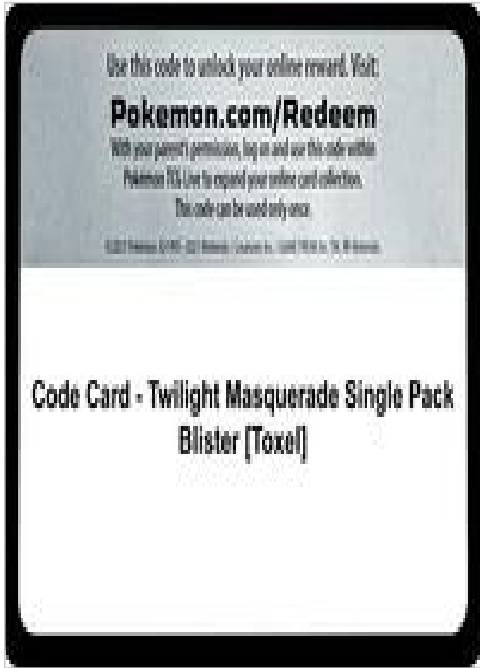 Use this code to unlock your online reward. Visit:
Pokemon.com/Redeem
With your parent's permission, log on and use this code within
Pokémon TCG Live to expand your online card collection.
This code can be used only once.
Code Card - Twilight Masquerade Single Pack
Blister [Toxel]